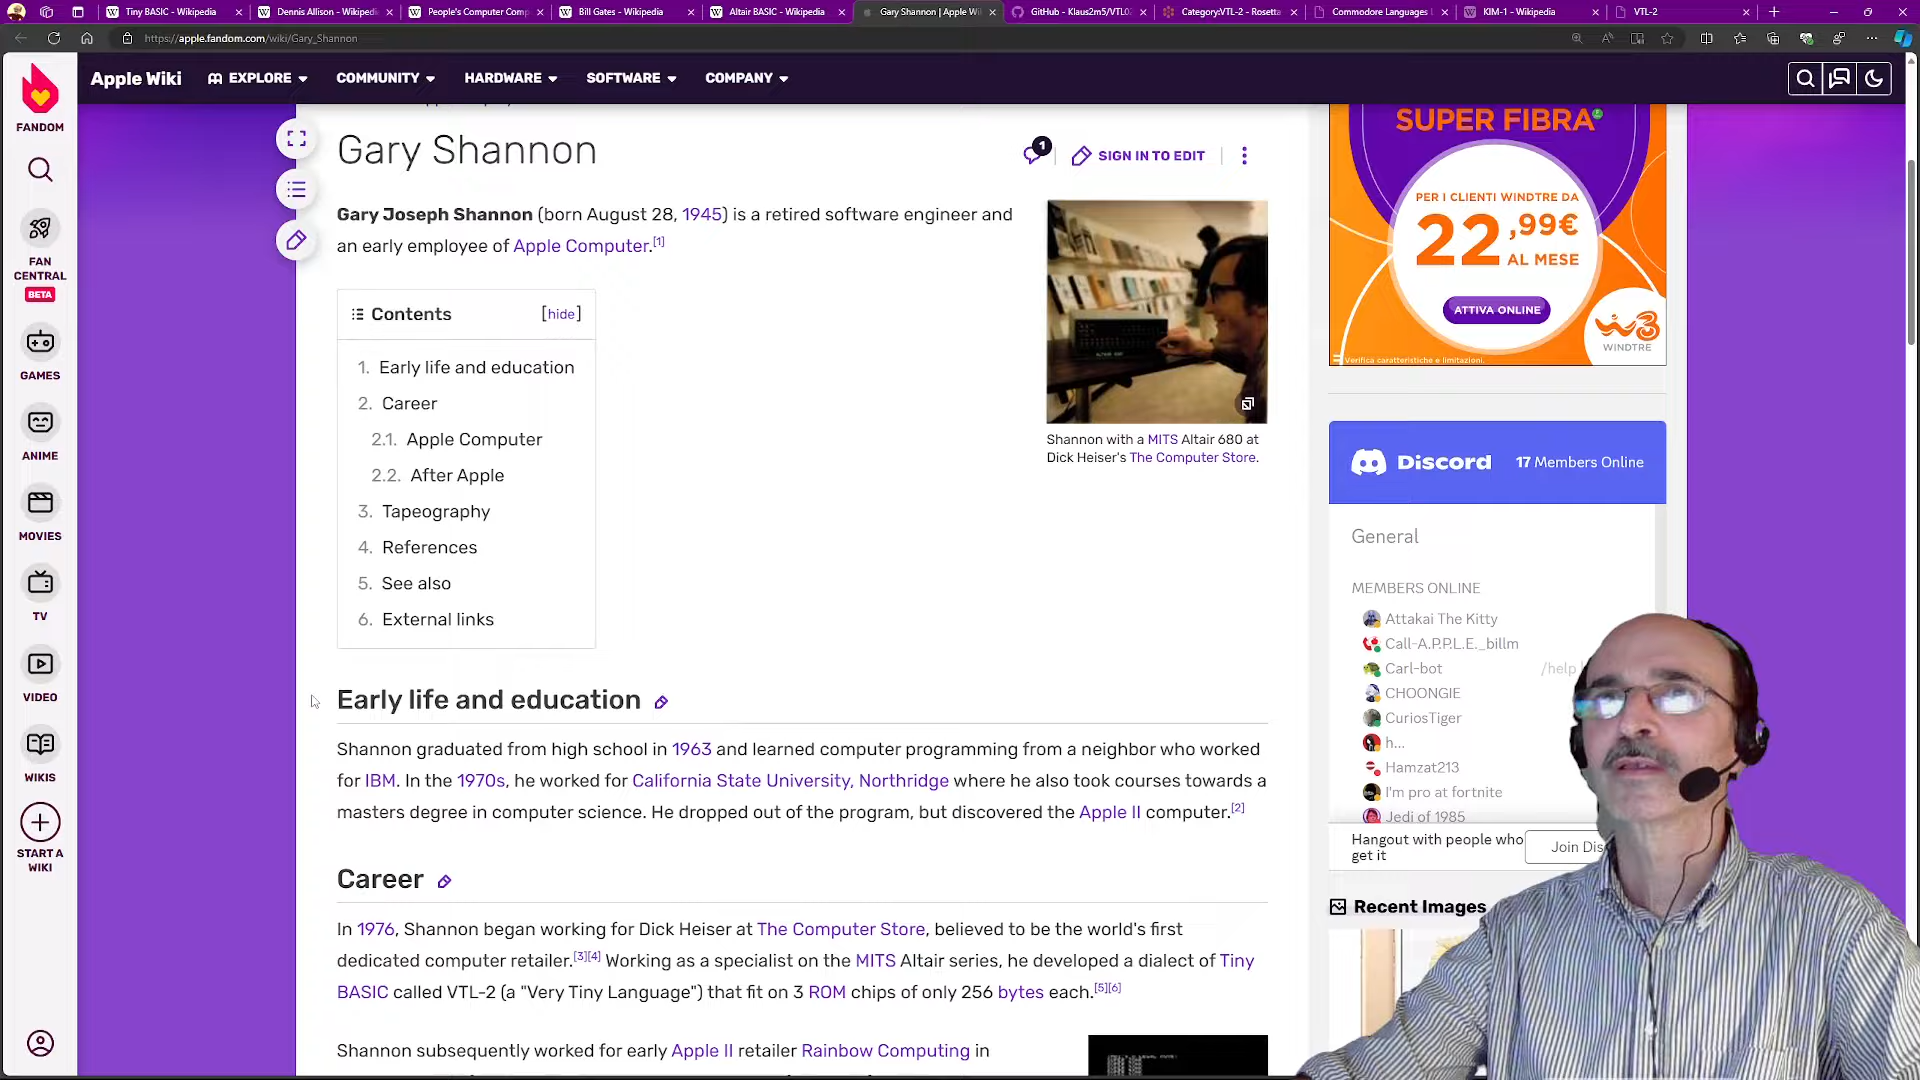 Tiny BASIC - Wikipedia
Dennis Allison - Wikipedi
People's Computer Com
Bill Gates - Wikipedia
Altair BASIC - Wikipedia
Gary Shannon | Apple Wi
GitHub - Klaus2m5/VTL0
Category:VTL-2 - Rosetta
Commodore Languages
KIM-1 - Wikipedia
VTL-2
https://apple.fandom.com/wiki/Gary_Shannon
Apple Wiki
EXPLORE
COMMUNITY
HARDWARE
SOFTWARE
COMPANY
FANDOM
FAN
CENTRAL
BETA
GAMES
ANIME
MOVIES
TV
VIDEO
WIKIS
START A
WIKI
Gary Shannon
1
SIGN IN TO EDIT
Gary Joseph Shannon (born August 28, 1945) is a retired software engineer and
an early employee of Apple Computer.[1]
Contents [hide]
1. Early life and education
2. Career
2.1. Apple Computer
2.2. After Apple
3. Tapeography
4. References
5. See also
6. External links
ALTAIR 680
Shannon with a MITS Altair 680 at
Dick Heiser's The Computer Store.
Early life and education
Shannon graduated from high school in 1963 and learned computer programming from a neighbor who worked
for IBM. In the 1970s, he worked for California State University, Northridge where he also took courses towards a
masters degree in computer science. He dropped out of the program, but discovered the Apple II computer.[2]
Career
In 1976, Shannon began working for Dick Heiser at The Computer Store, believed to be the world's first
dedicated computer retailer.[3][4] Working as a specialist on the MITS Altair series, he developed a dialect of Tiny
BASIC called VTL-2 (a "Very Tiny Language") that fit on 3 ROM chips of only 256 bytes each.[5][6]
Shannon subsequently worked for early Apple II retailer Rainbow Computing in
SUPER FIBRA
PER I CLIENTI WINDTRE DA
22,99€
AL MESE
ATTIVA ONLINE
WINDTRE
Verifica caratteristiche e limitazioni.
Discord
17 Members Online
General
MEMBERS ONLINE
Attakai The Kitty
Call-A.P.P.L.E._billm
Carl-bot /help
CHOONGIE
CuriosTiger
h...
Hamzat213
I'm pro at fortnite
Jedi of 1985
Hangout with people who
get it
Join Dis
Recent Images